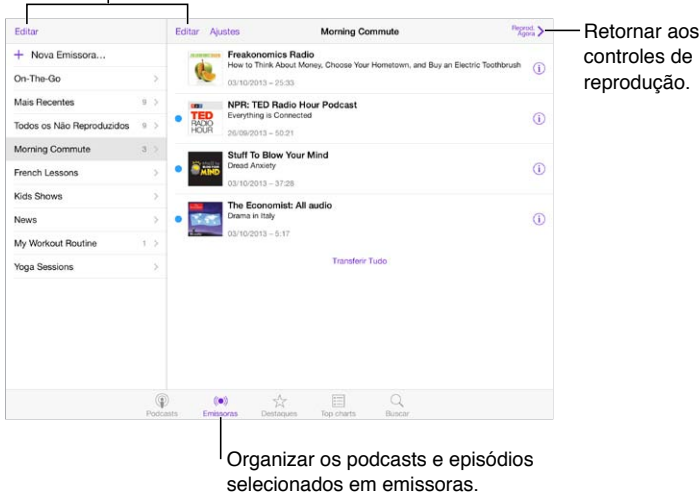 Editar
Editar Ajustes
Morning Commute
Reprod. Agora
Retornar aos
controles de
reprodução.
+ Nova Emissora...
On-The-Go
Mais Recentes 9
Todos os Não Reproduzidos 9
Morning Commute 3
French Lessons
Kids Shows
News
My Workout Routine 1
Yoga Sessions
Freakonomics Radio
How to Think About Money, Choose Your Hometown, and Buy an Electric Toothbrush
03/10/2013 – 25:33
TED
RADIO
HOUR
NPR: TED Radio Hour Podcast
Everything is Connected
26/09/2013 – 50:21
MIND
Stuff To Blow Your Mind
Dread Anxiety
03/10/2013 – 37:28
The Economist: All audio
Drama in Italy
03/10/2013 – 5:17
Transferir Tudo
Podcasts
Emissoras
Destaques
Top charts
Buscar
Organizar os podcasts e episódios
selecionados em emissoras.